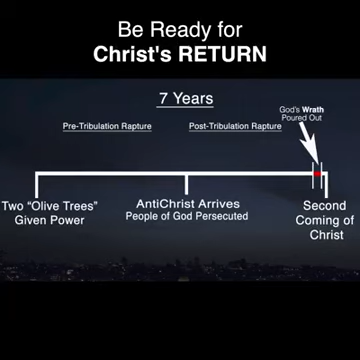 Be Ready for
Christ's RETURN
7 Years
God's Wrath
Poured Out
Pre-Tribulation Rapture
Post-Tribulation Rapture
Two "Olive Trees"
Given Power
AntiChrist Arrives
People of God Persecuted
Second
Coming of
Christ